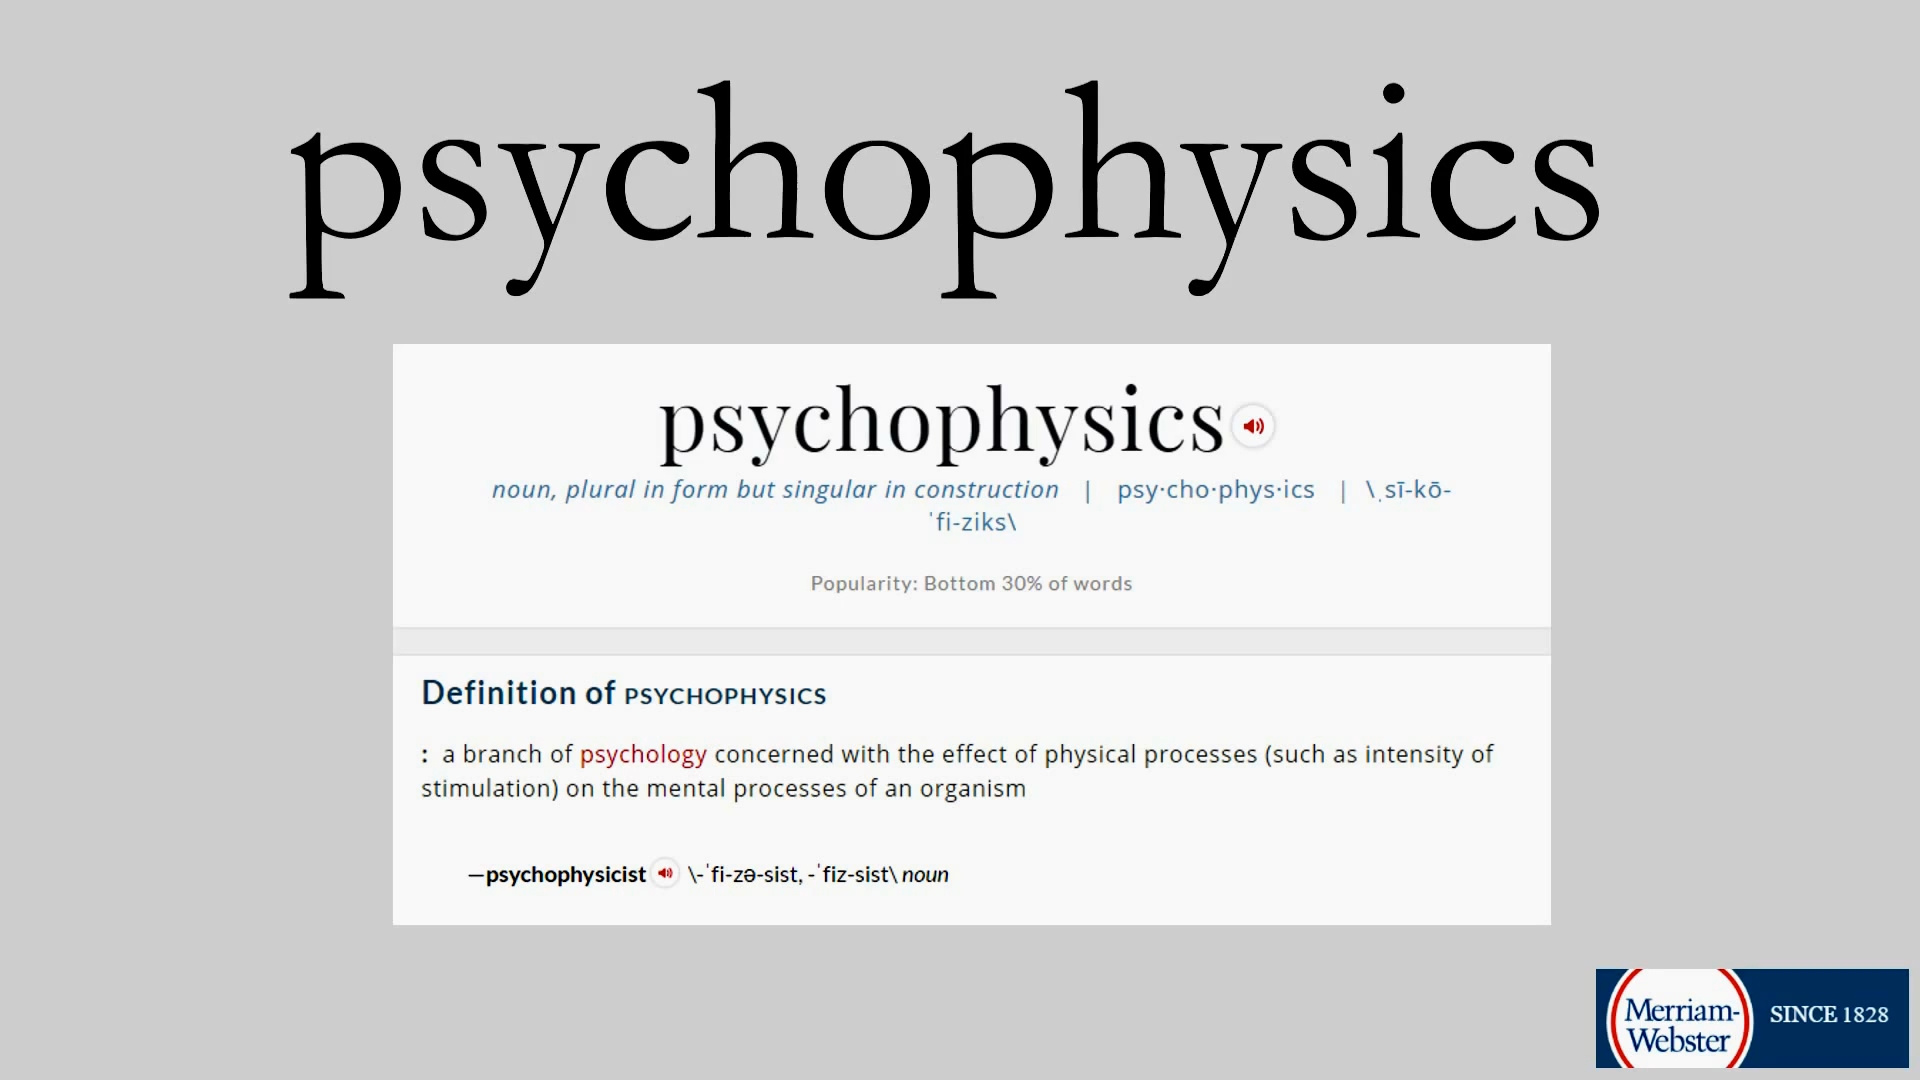 psychophysics
psychophysics
noun, plural in form but singular in construction | psy·cho·phys·ics | \ˌsī-kō-
ˈfi-ziks\
Popularity: Bottom 30% of words
Definition of PSYCHOPHYSICS
: a branch of psychology concerned with the effect of physical processes (such as intensity of
stimulation) on the mental processes of an organism
—psychophysicist \-ˈfi-zə-sist, -ˈfiz-sist\ noun
Merriam-
Webster
SINCE 1828